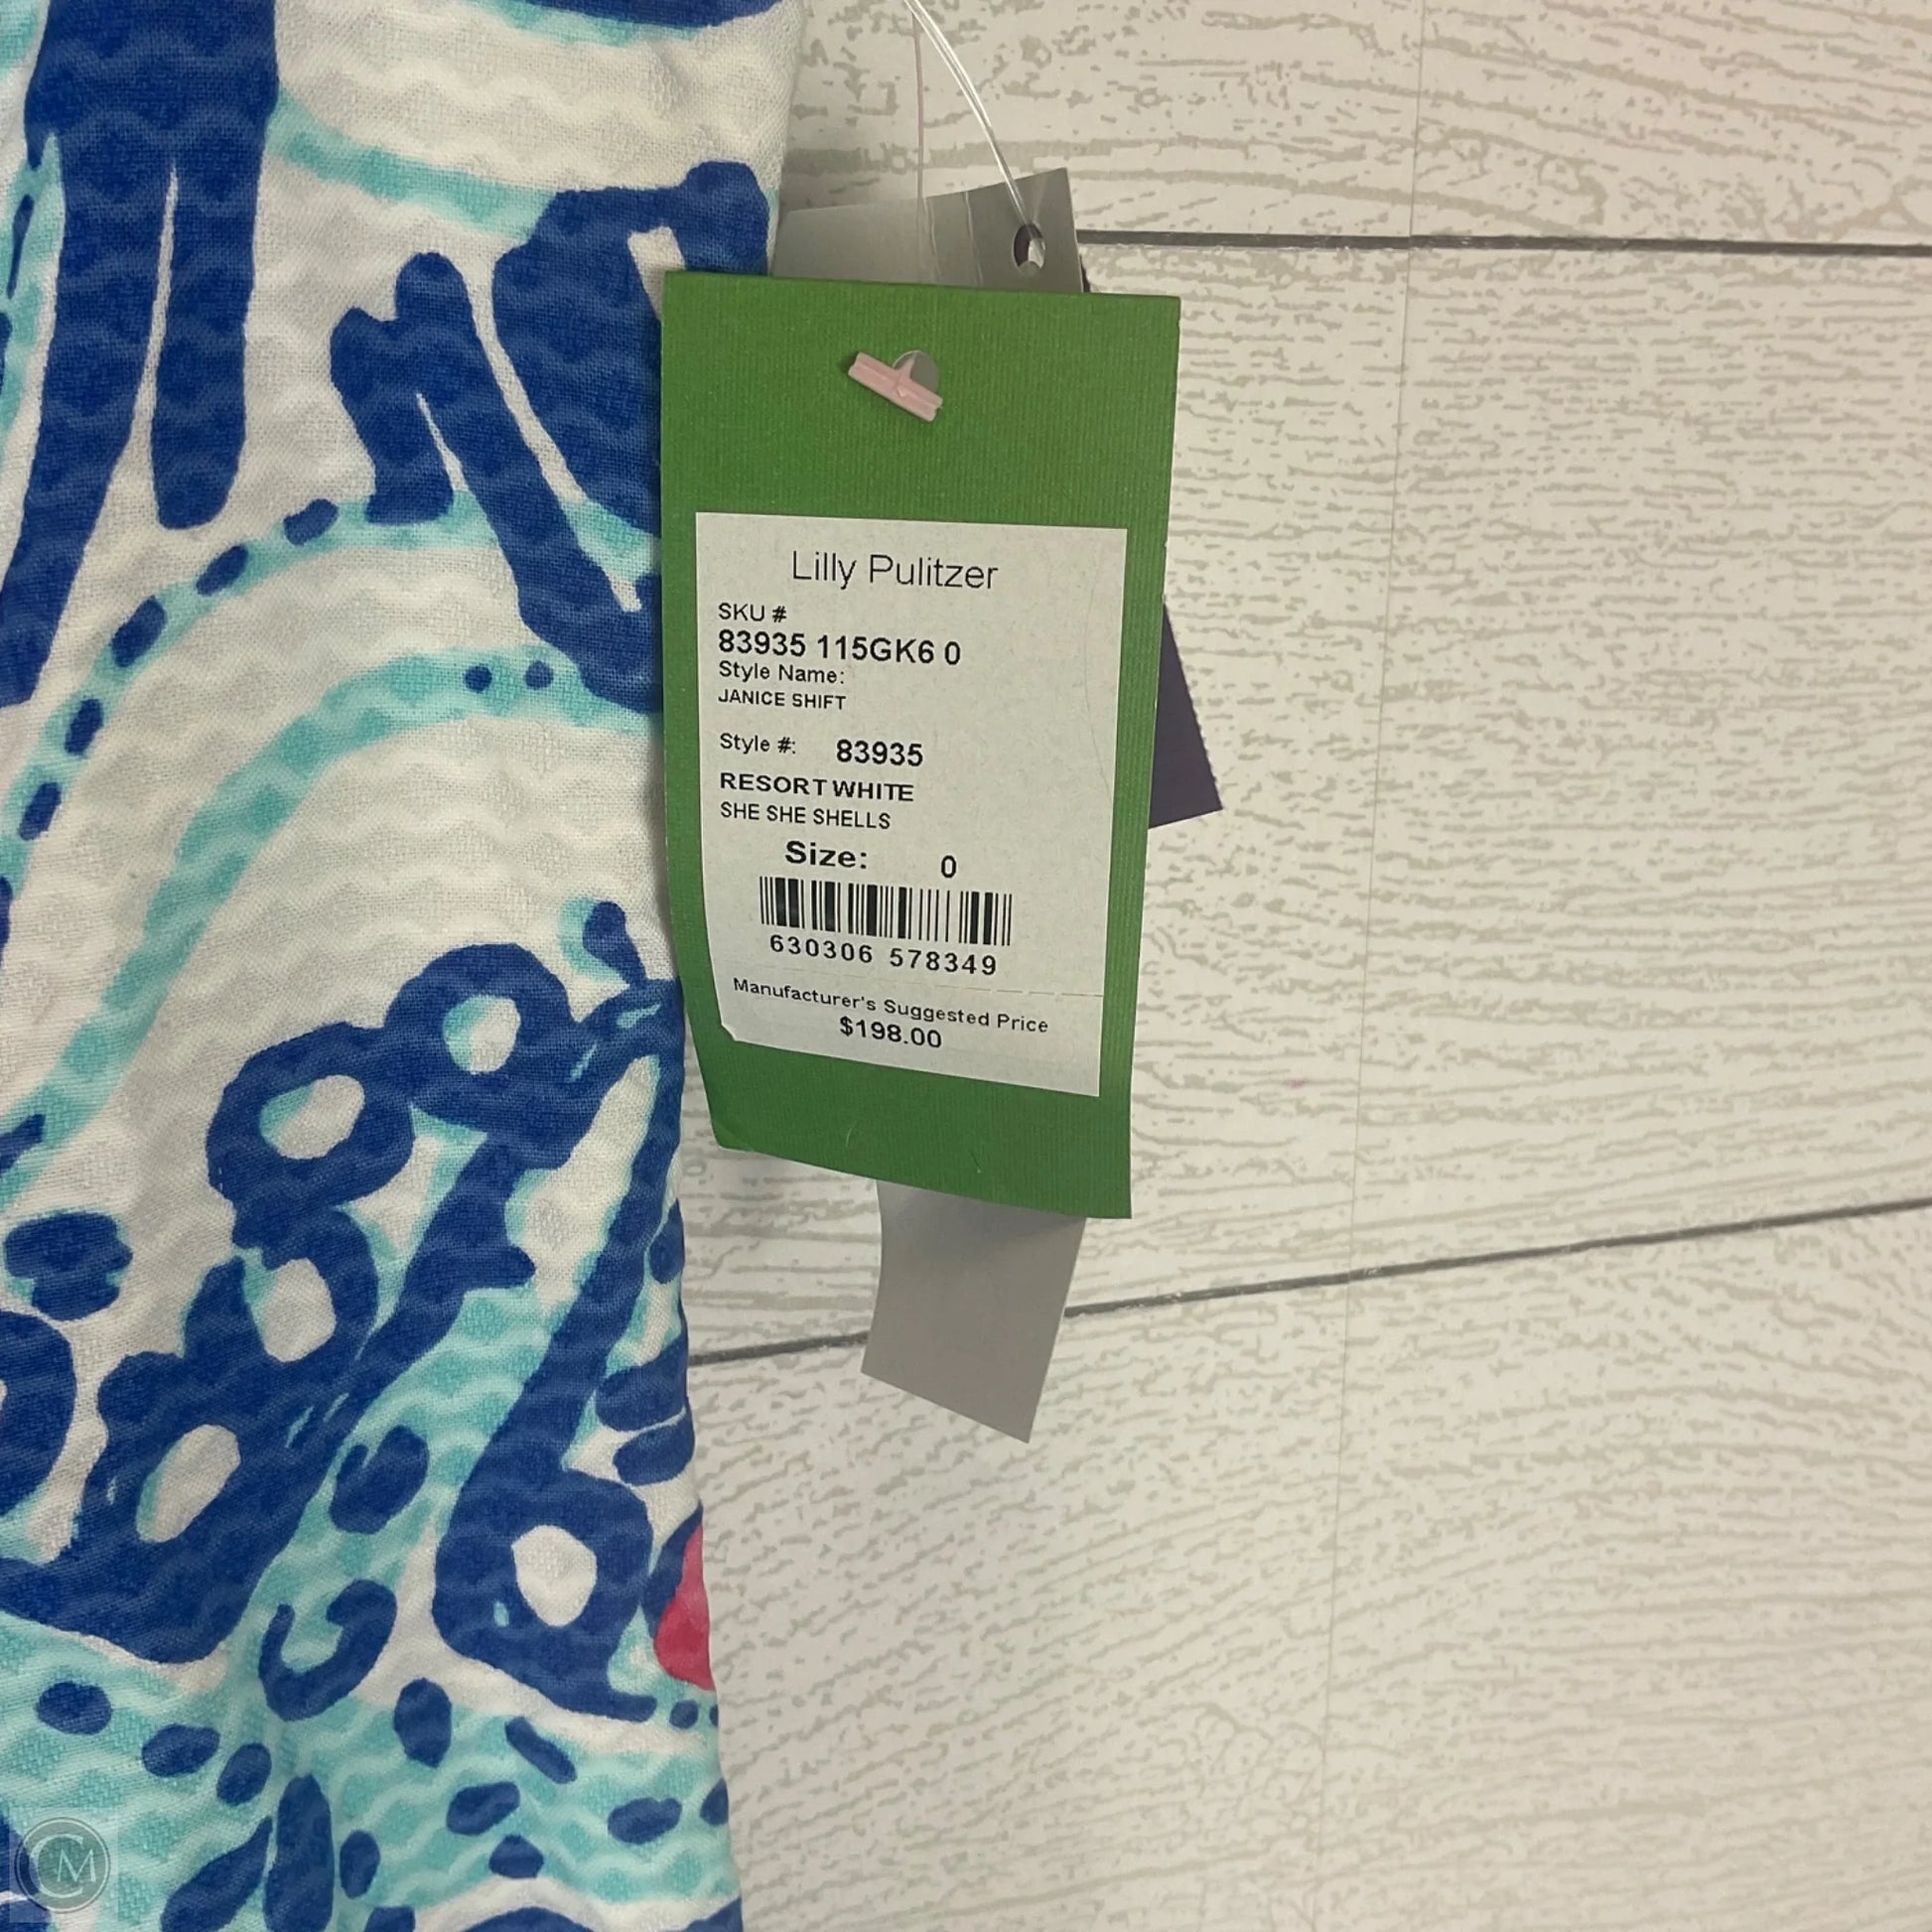 Lilly Pulitzer
SKU #
83935 115GK6 0
Style Name:
JANICE SHIFT
Style #: 83935
RESORT WHITE
SHE SHE SHELLS
Size: 0
630306 578349
Manufacturer's Suggested Price
$198.00
CM